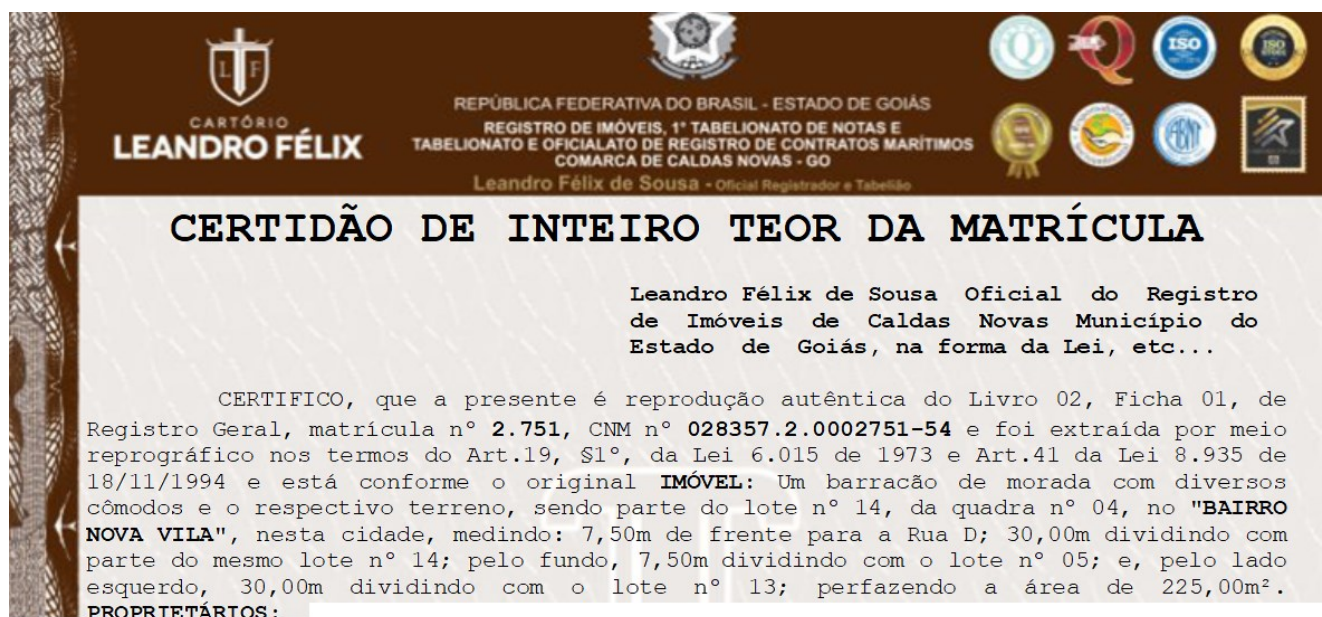 L F
CARTÓRIO
LEANDRO FÉLIX
REPÚBLICA FEDERATIVA DO BRASIL - ESTADO DE GOIÁS
REGISTRO DE IMÓVEIS, 1° TABELIONATO DE NOTAS E
TABELIONATO E OFICIALATO DE REGISTRO DE CONTRATOS MARÍTIMOS
COMARCA DE CALDAS NOVAS - GO
Leandro Félix de Sousa - Oficial Registrador e Tabelião
ISO
ISO
ABNT
CERTIDÃO DE INTEIRO TEOR DA MATRÍCULA
Leandro Félix de Sousa Oficial do Registro
de Imóveis de Caldas Novas Município do
Estado de Goiás, na forma da Lei, etc...
CERTIFICO, que a presente é reprodução autêntica do Livro 02, Ficha 01, de
Registro Geral, matrícula nº 2.751, CNM nº 028357.2.0002751-54 e foi extraída por meio
reprográfico nos termos do Art.19, §1º, da Lei 6.015 de 1973 e Art.41 da Lei 8.935 de
18/11/1994 e está conforme o original IMÓVEL: Um barracão de morada com diversos
cômodos e o respectivo terreno, sendo parte do lote nº 14, da quadra nº 04, no "BAIRRO
NOVA VILA", nesta cidade, medindo: 7,50m de frente para a Rua D; 30,00m dividindo com
parte do mesmo lote nº 14; pelo fundo, 7,50m dividindo com o lote nº 05; e, pelo lado
esquerdo, 30,00m dividindo com o lote nº 13; perfazendo a área de 225,00m².
PROPRIETÁRIOS: